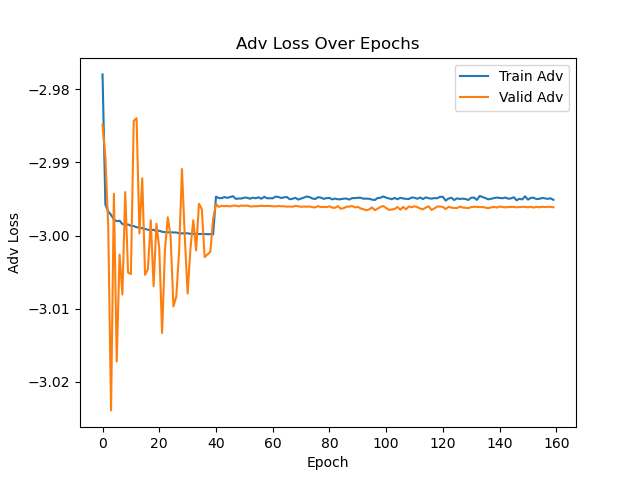 Adv Loss Over Epochs
Train Adv
Valid Adv
−2.98
−2.99
−3.00
−3.01
−3.02
Adv Loss
0 20 40 60 80 100 120 140 160
Epoch